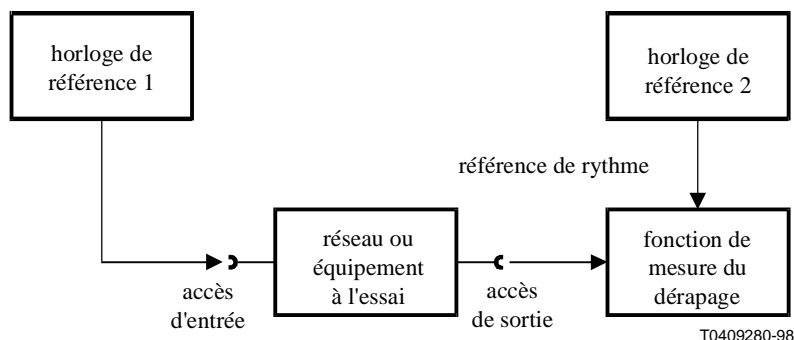 horloge de
référence 1
horloge de
référence 2
référence de rythme
réseau ou
équipement
à l'essai
fonction de
mesure du
dérapage
accès
d'entrée
accès
de sortie
T0409280-98